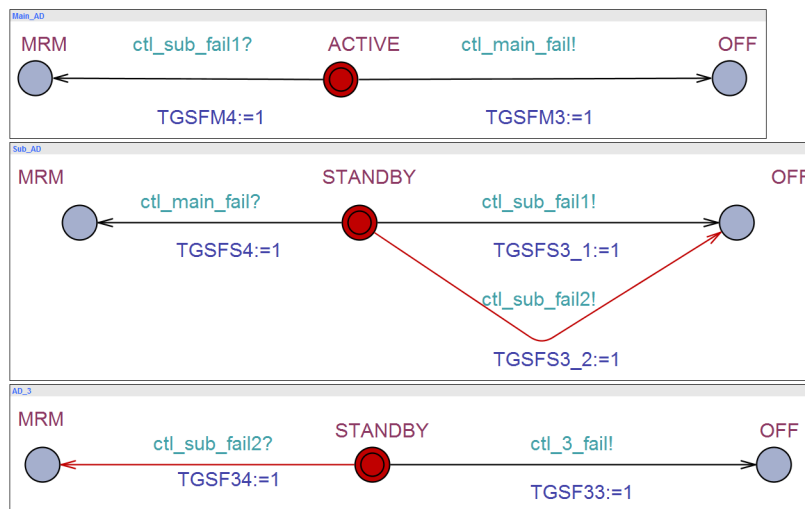 Main_AD
MRM ctl_sub_fail1? ACTIVE ctl_main_fail! OFF
TGSFM4:=1 TGSFM3:=1
Sub_AD
MRM STANDBY OFF
ctl_main_fail? ctl_sub_fail1!
TGSFS4:=1 TGSFS3_1:=1
ctl_sub_fail2!
TGSFS3_2:=1
AD_3
MRM STANDBY OFF
ctl_sub_fail2? ctl_3_fail!
TGSF34:=1 TGSF33:=1